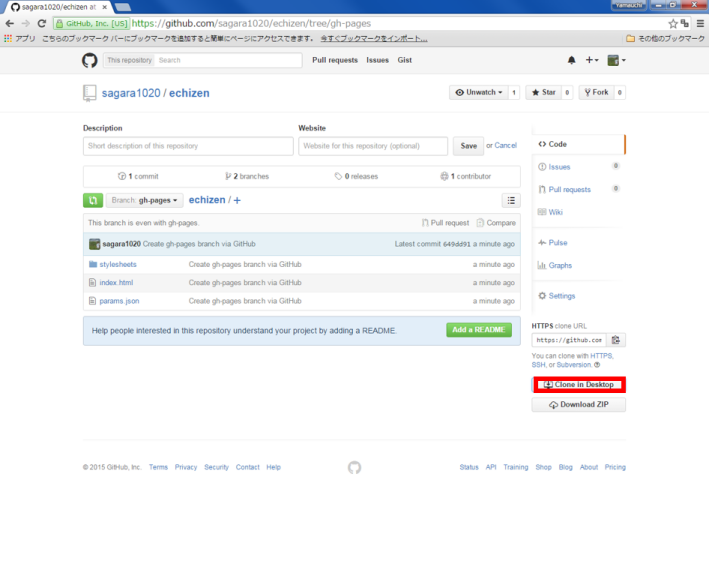 sagara1020/echizen at
Yamauchi
GitHub, Inc. [US] https://github.com/sagara1020/echizen/tree/gh-pages
アプリ こちらのブックマーク バーにブックマークを追加すると簡単にページにアクセスできます。 今すぐブックマークをインポート... その他のブックマーク
This repository Search Pull requests Issues Gist
sagara1020 / echizen Unwatch 1 Star 0 Fork 0
Description Website
Short description of this repository Website for this repository (optional) Save or Cancel
1 commit 2 branches 0 releases 1 contributor
Branch: gh-pages echizen / +
This branch is even with gh-pages. Pull request Compare
sagara1020 Create gh-pages branch via GitHub Latest commit 649dd91 a minute ago
stylesheets Create gh-pages branch via GitHub a minute ago
index.html Create gh-pages branch via GitHub a minute ago
params.json Create gh-pages branch via GitHub a minute ago
Help people interested in this repository understand your project by adding a README. Add a README
Code
Issues 0
Pull requests 0
Wiki
Pulse
Graphs
Settings
HTTPS clone URL
https://github.com
You can clone with HTTPS,
SSH, or Subversion.
Clone in Desktop
Download ZIP
© 2015 GitHub, Inc. Terms Privacy Security Contact Help Status API Training Shop Blog About Pricing